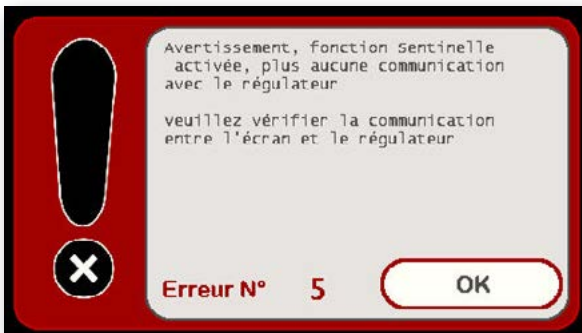 Avertissement, fonction Sentinelle
activée, plus aucune communication
avec le régulateur
veuillez vérifier la communication
entre l'écran et le régulateur
Erreur N° 5
OK